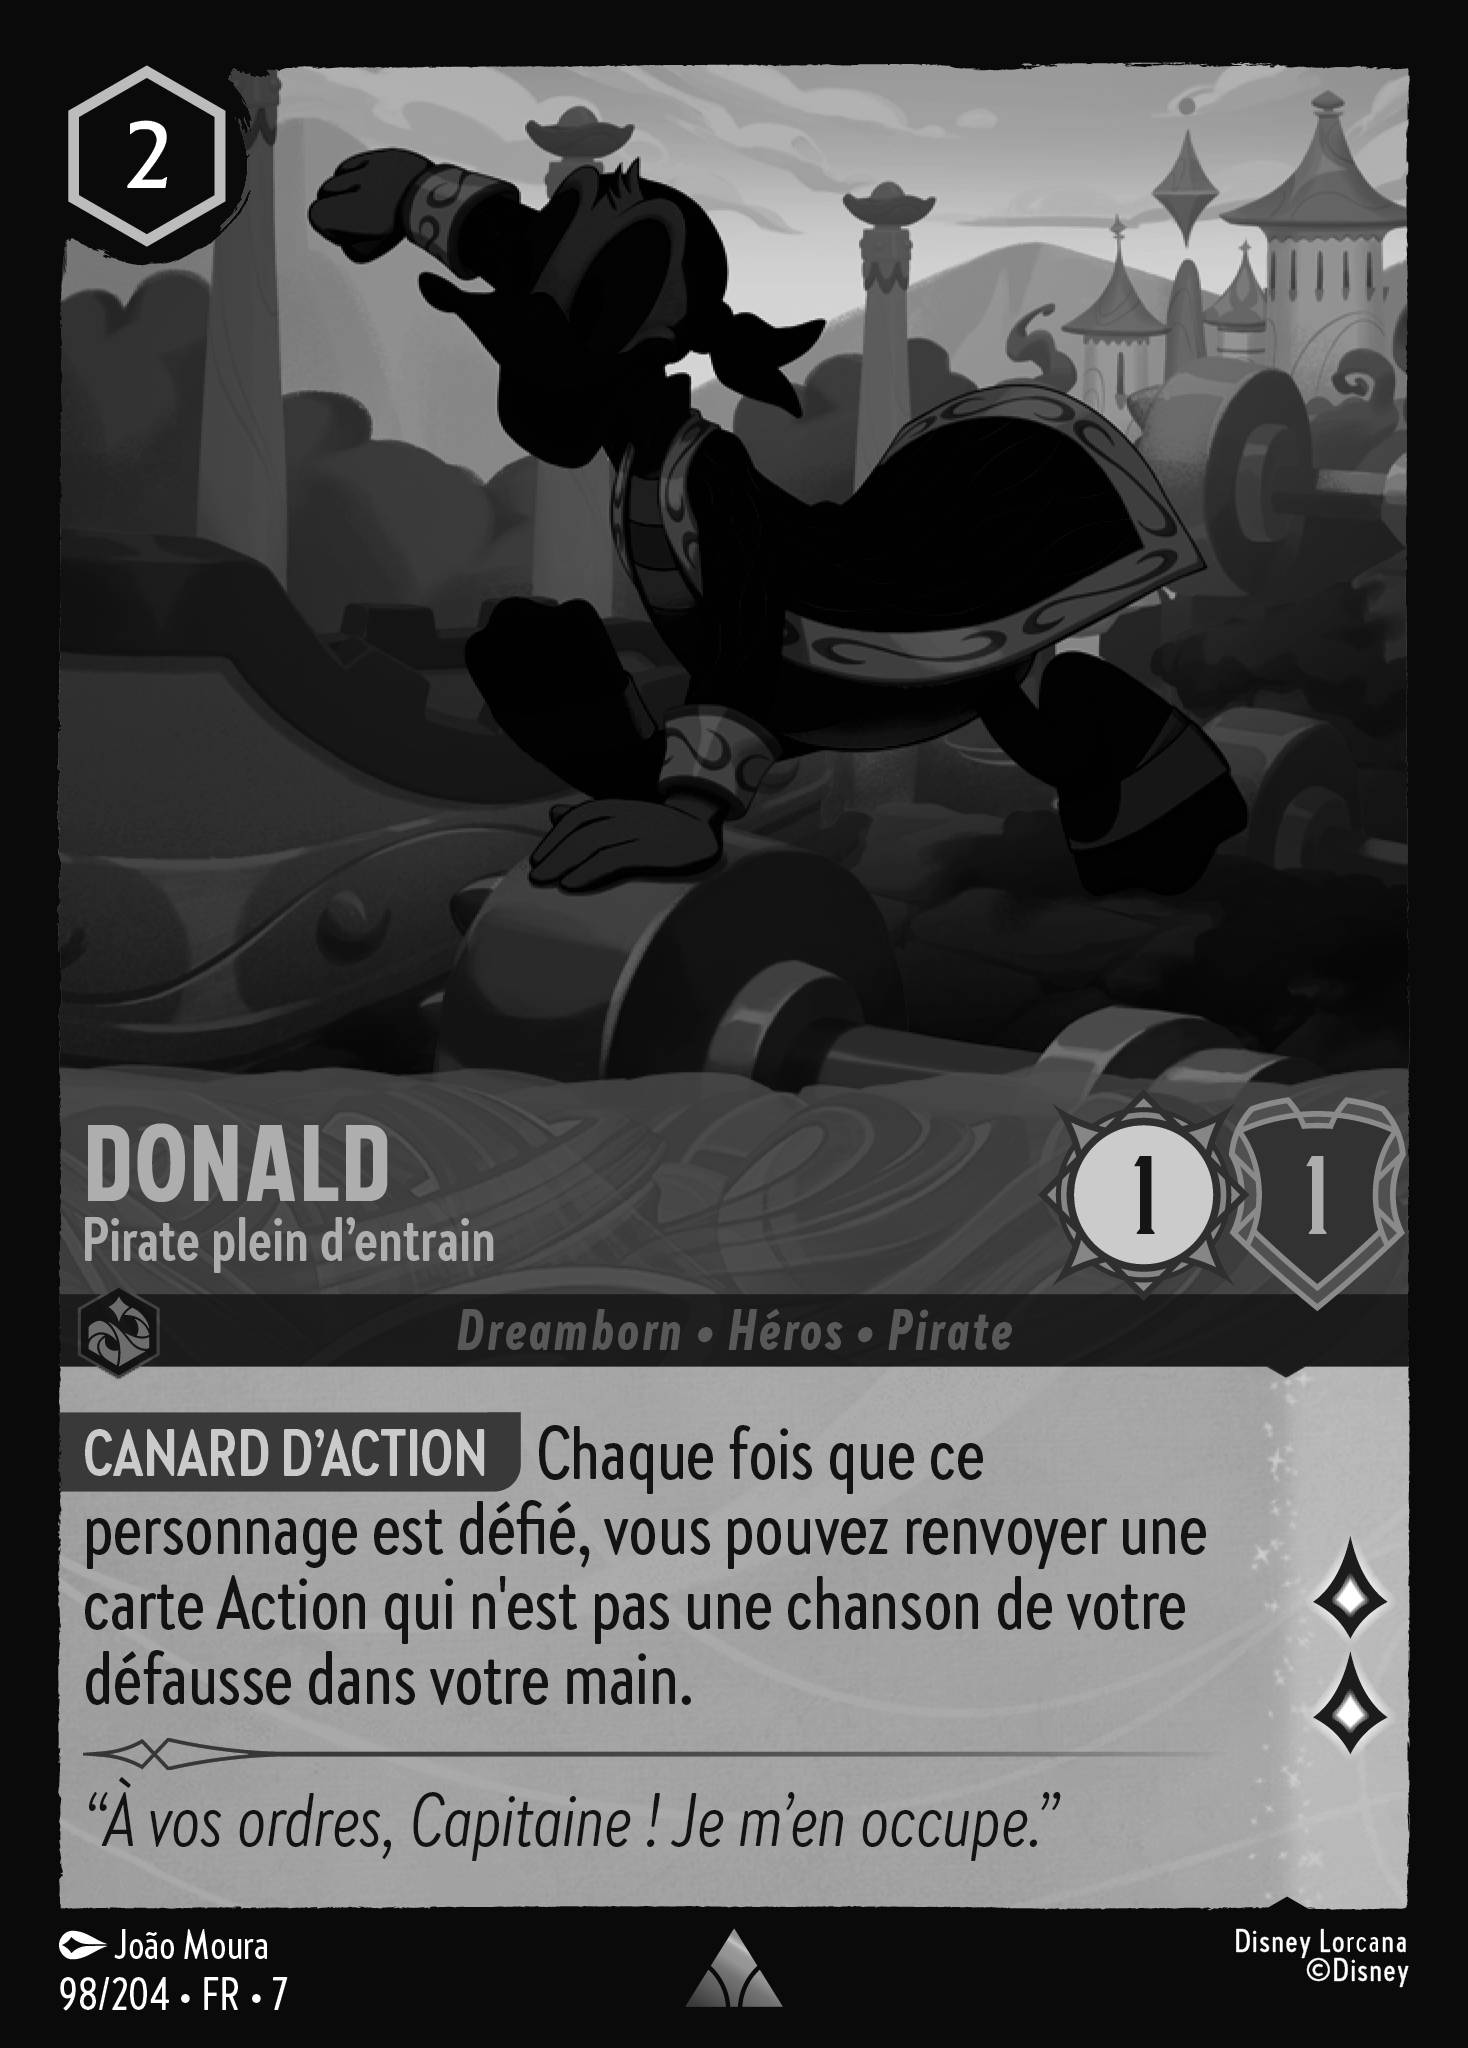 2
DONALD
Pirate plein d’entrain
1
1
Dreamborn • Héros • Pirate
CANARD D’ACTION Chaque fois que ce
personnage est défié, vous pouvez renvoyer une
carte Action qui n'est pas une chanson de votre
défausse dans votre main.
“À vos ordres, Capitaine ! Je m’en occupe.”
João Moura
98/204 • FR • 7
Disney Lorcana
©Disney